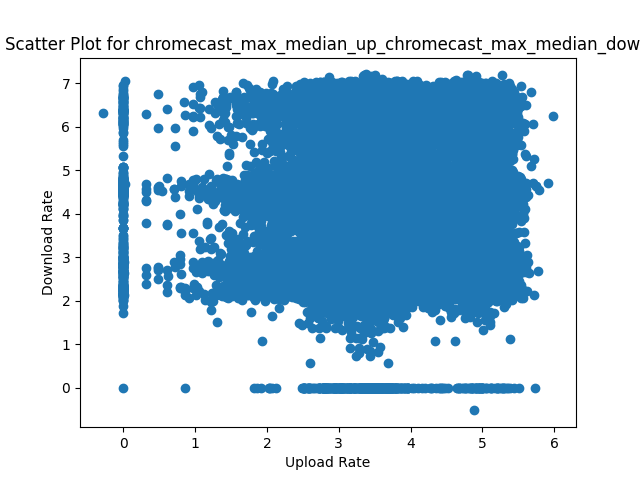 Scatter Plot for chromecast_max_median_up_chromecast_max_median_dow
7
6
5
4
3
2
1
0
Download Rate
0 1 2 3 4 5 6
Upload Rate